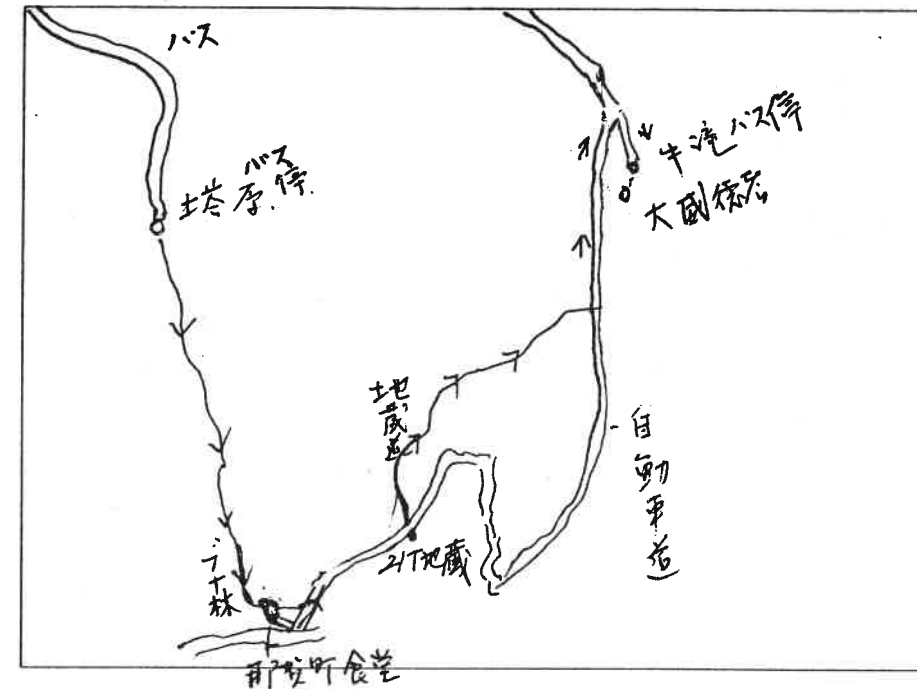 バス
塔原バス停
牛滝バス停
大威徳寺
地蔵道
自動車道
21丁地蔵
ブナ林